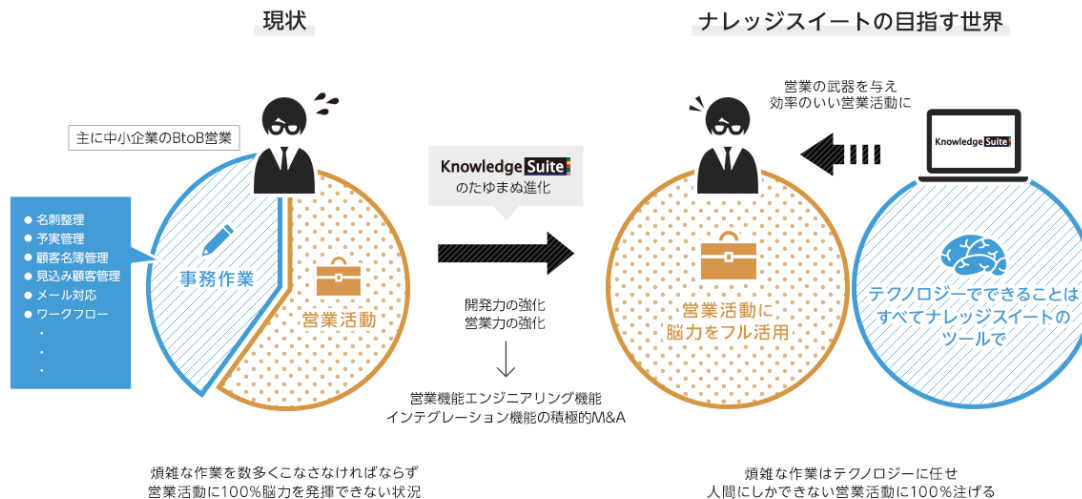 現状
主に中小企業のBtoB営業
● 名刺整理
● 予実管理
● 顧客名簿管理
● 見込み顧客管理
● メール対応
● ワークフロー
・
・
・
事務作業
営業活動
煩雑な作業を数多くこなさなければならず
営業活動に100%脳力を発揮できない状況
Knowledge Suite
のたゆまぬ進化
開発力の強化
営業力の強化
営業機能エンジニアリング機能
インテグレーション機能の積極的M&A
ナレッジスイートの目指す世界
営業の武器を与え
効率のいい営業活動に
Knowledge Suite
営業活動に
脳力をフル活用
テクノロジーでできることは
すべてナレッジスイートの
ツールで
煩雑な作業はテクノロジーに任せ
人間にしかできない営業活動に100%注げる